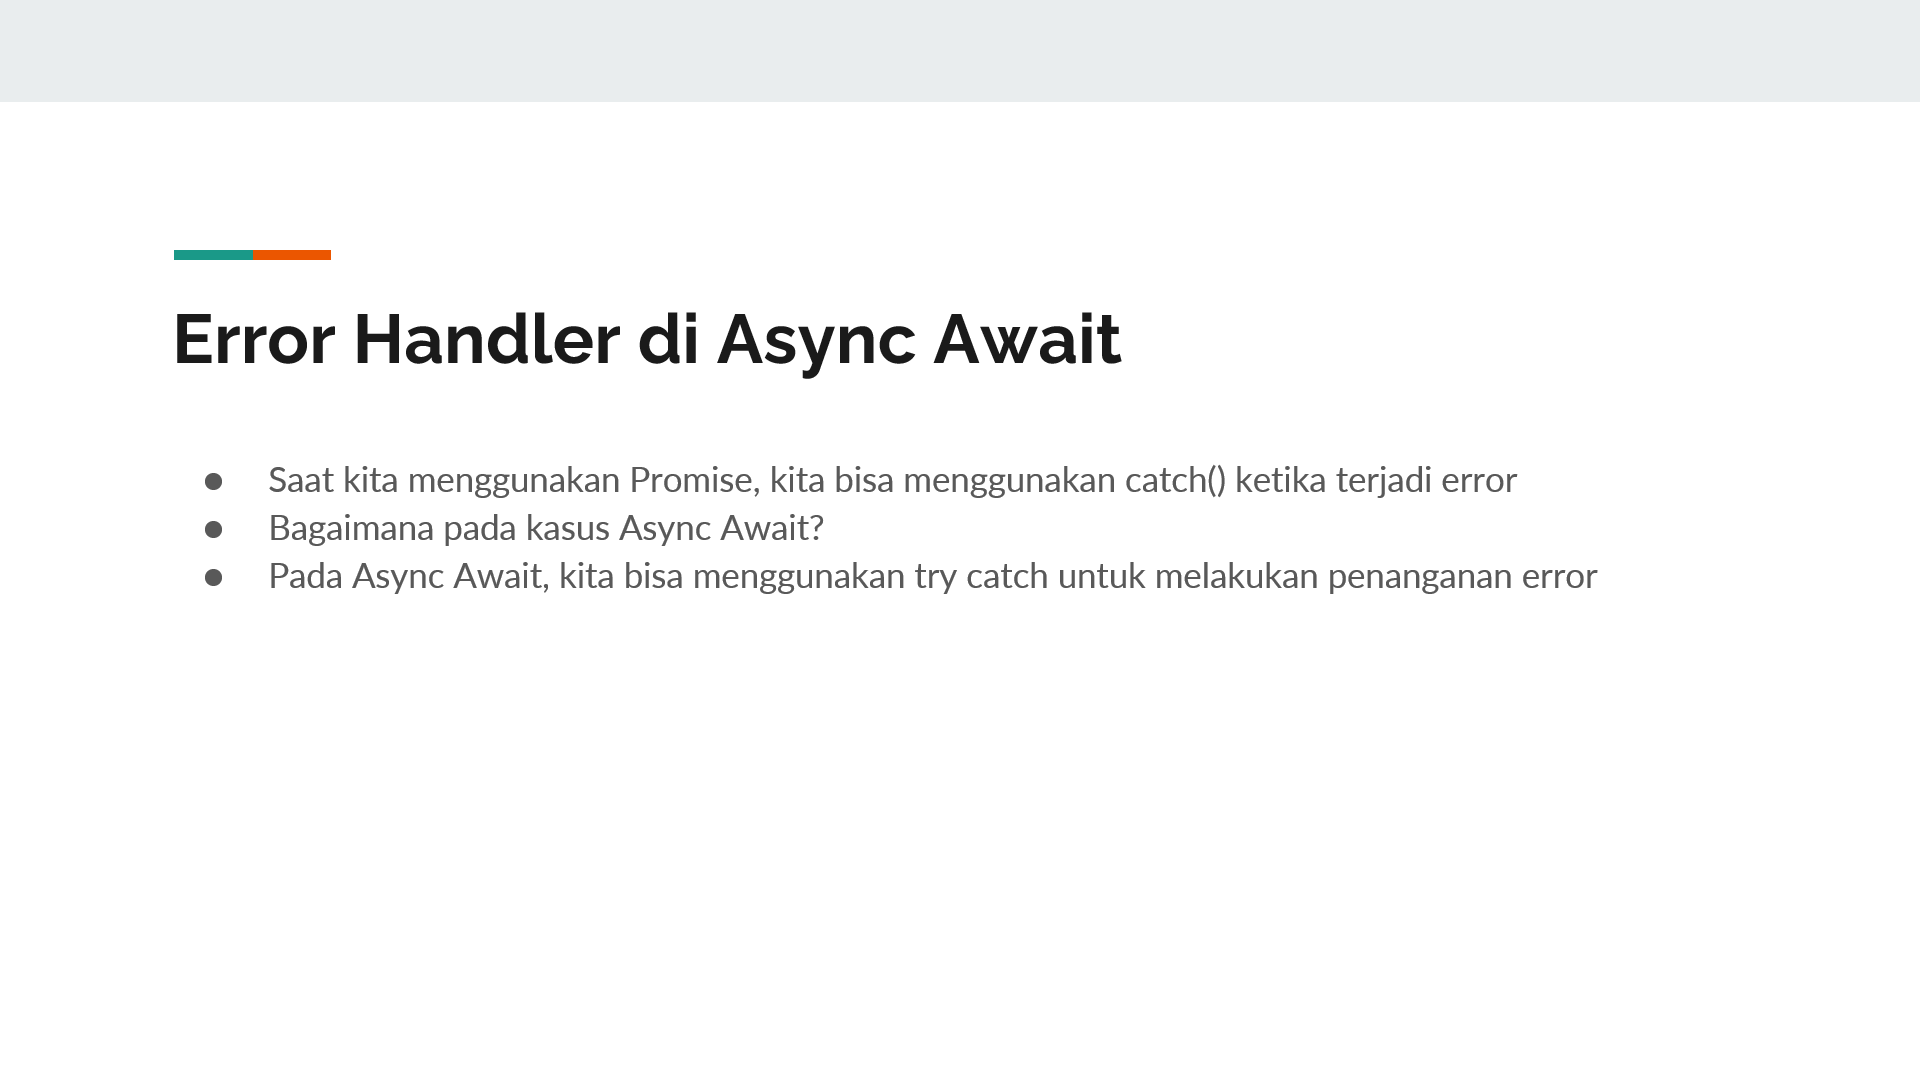 Error Handler di Async Await
● Saat kita menggunakan Promise, kita bisa menggunakan catch() ketika terjadi error
● Bagaimana pada kasus Async Await?
● Pada Async Await, kita bisa menggunakan try catch untuk melakukan penanganan error